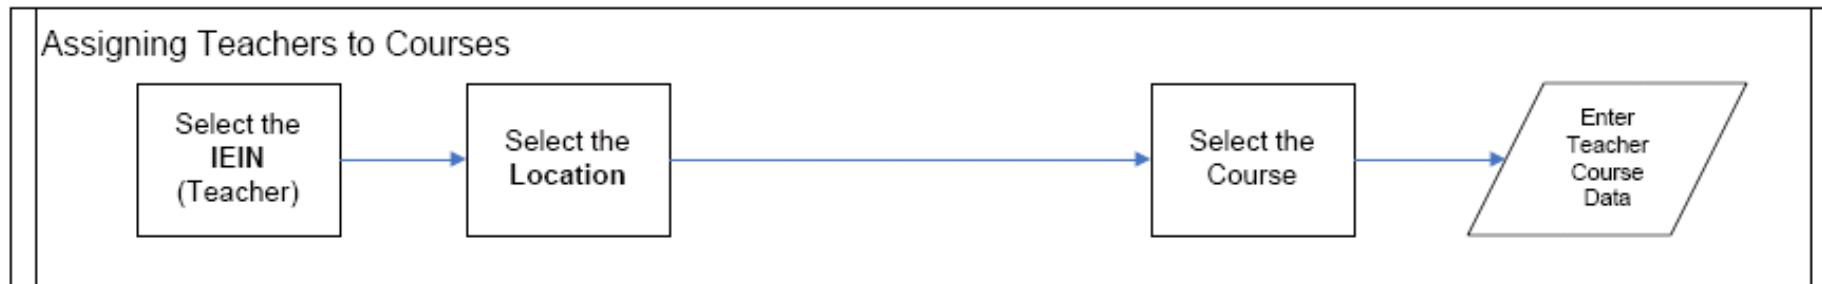 Assigning Teachers to Courses
Select the
IEIN
(Teacher)
Select the
Location
Select the
Course
Enter
Teacher
Course
Data